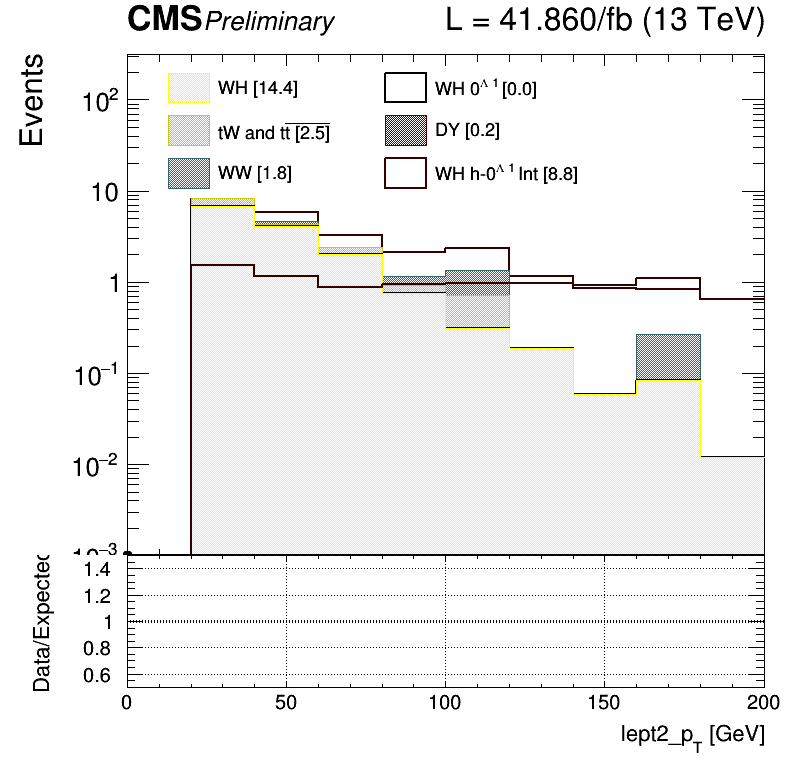 CMS Preliminary L = 41.860/fb (13 TeV)
Events
WH [14.4] WH 0^Λ1 [0.0]
tW and tt̄ [2.5] DY [0.2]
WW [1.8] WH h-0^Λ1 Int [8.8]
10²
10
1
10⁻¹
10⁻²
10⁻³
Data/Expected
1.4
1.2
1
0.8
0.6
0 50 100 150 200
lept2_p_T [GeV]